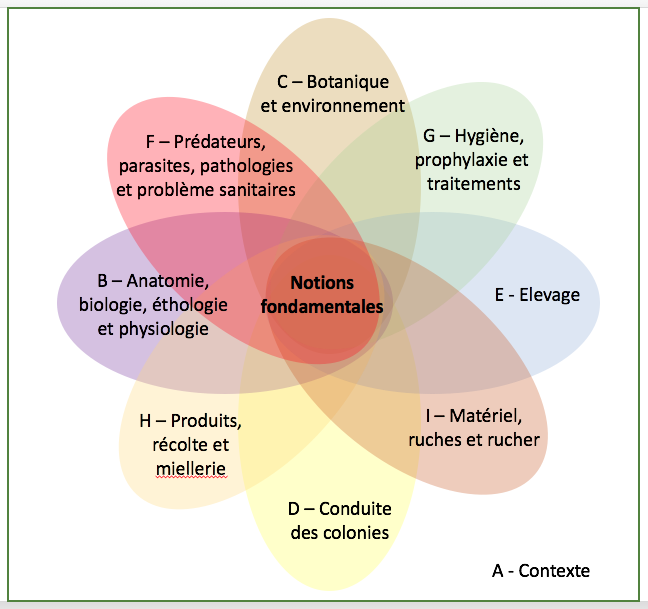 C – Botanique
et environnement
G – Hygiène,
prophylaxie et
traitements
F – Prédateurs,
parasites, pathologies
et problème sanitaires
B – Anatomie,
biologie, éthologie
et physiologie
Notions
fondamentales
E - Elevage
H – Produits,
récolte et
miellerie
I – Matériel,
ruches et rucher
D – Conduite
des colonies
A - Contexte